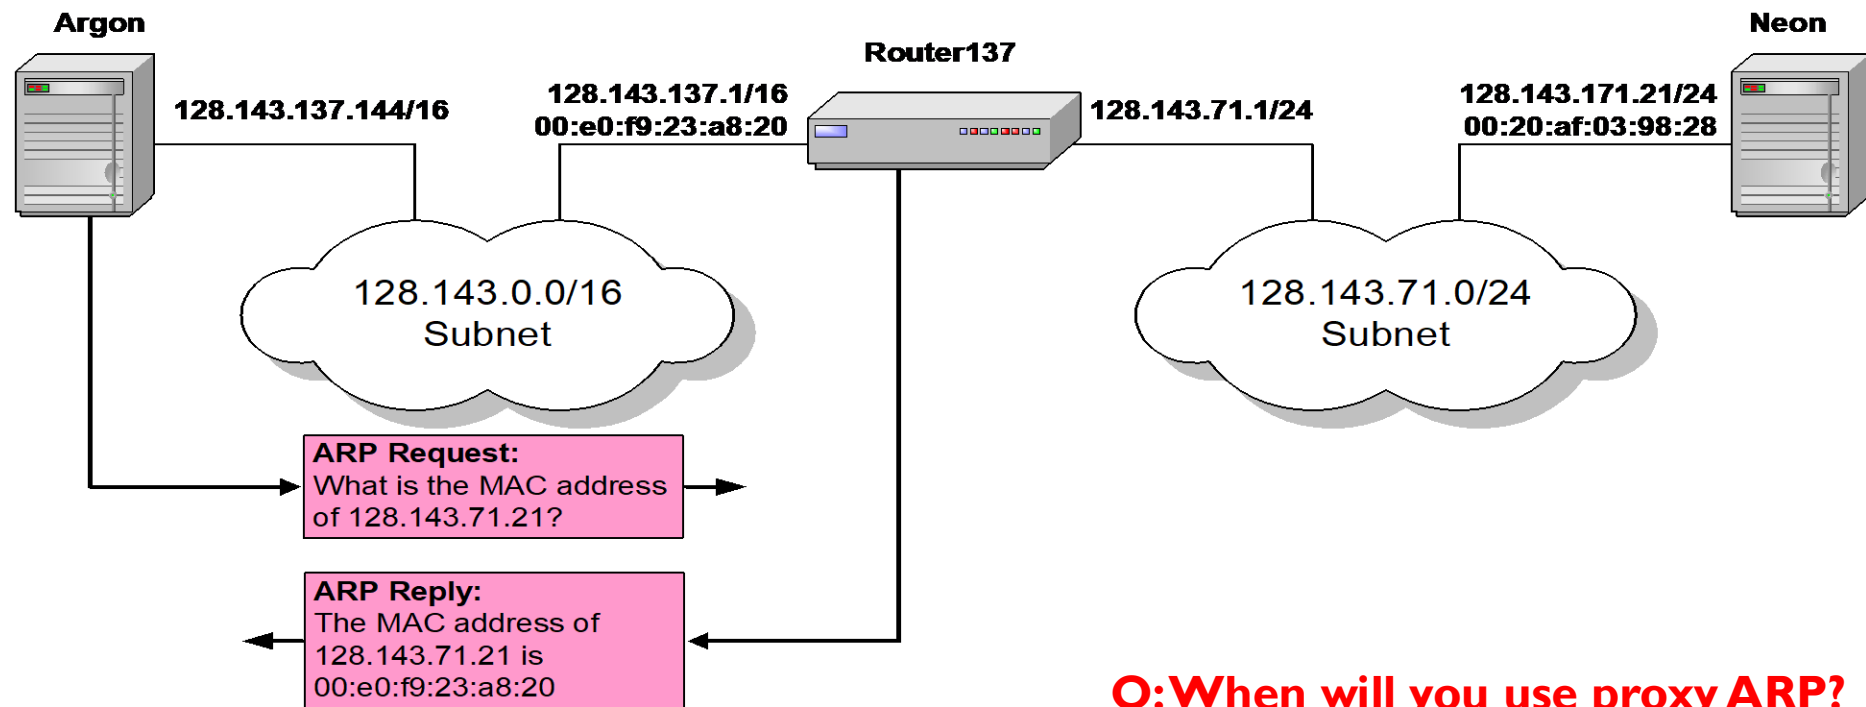 Argon
Neon
Router137
128.143.137.144/16
128.143.137.1/16
00:e0:f9:23:a8:20
128.143.71.1/24
128.143.171.21/24
00:20:af:03:98:28
128.143.0.0/16
Subnet
128.143.71.0/24
Subnet
ARP Request:
What is the MAC address
of 128.143.71.21?
ARP Reply:
The MAC address of
128.143.71.21 is
00:e0:f9:23:a8:20
Q: When will you use proxy ARP?